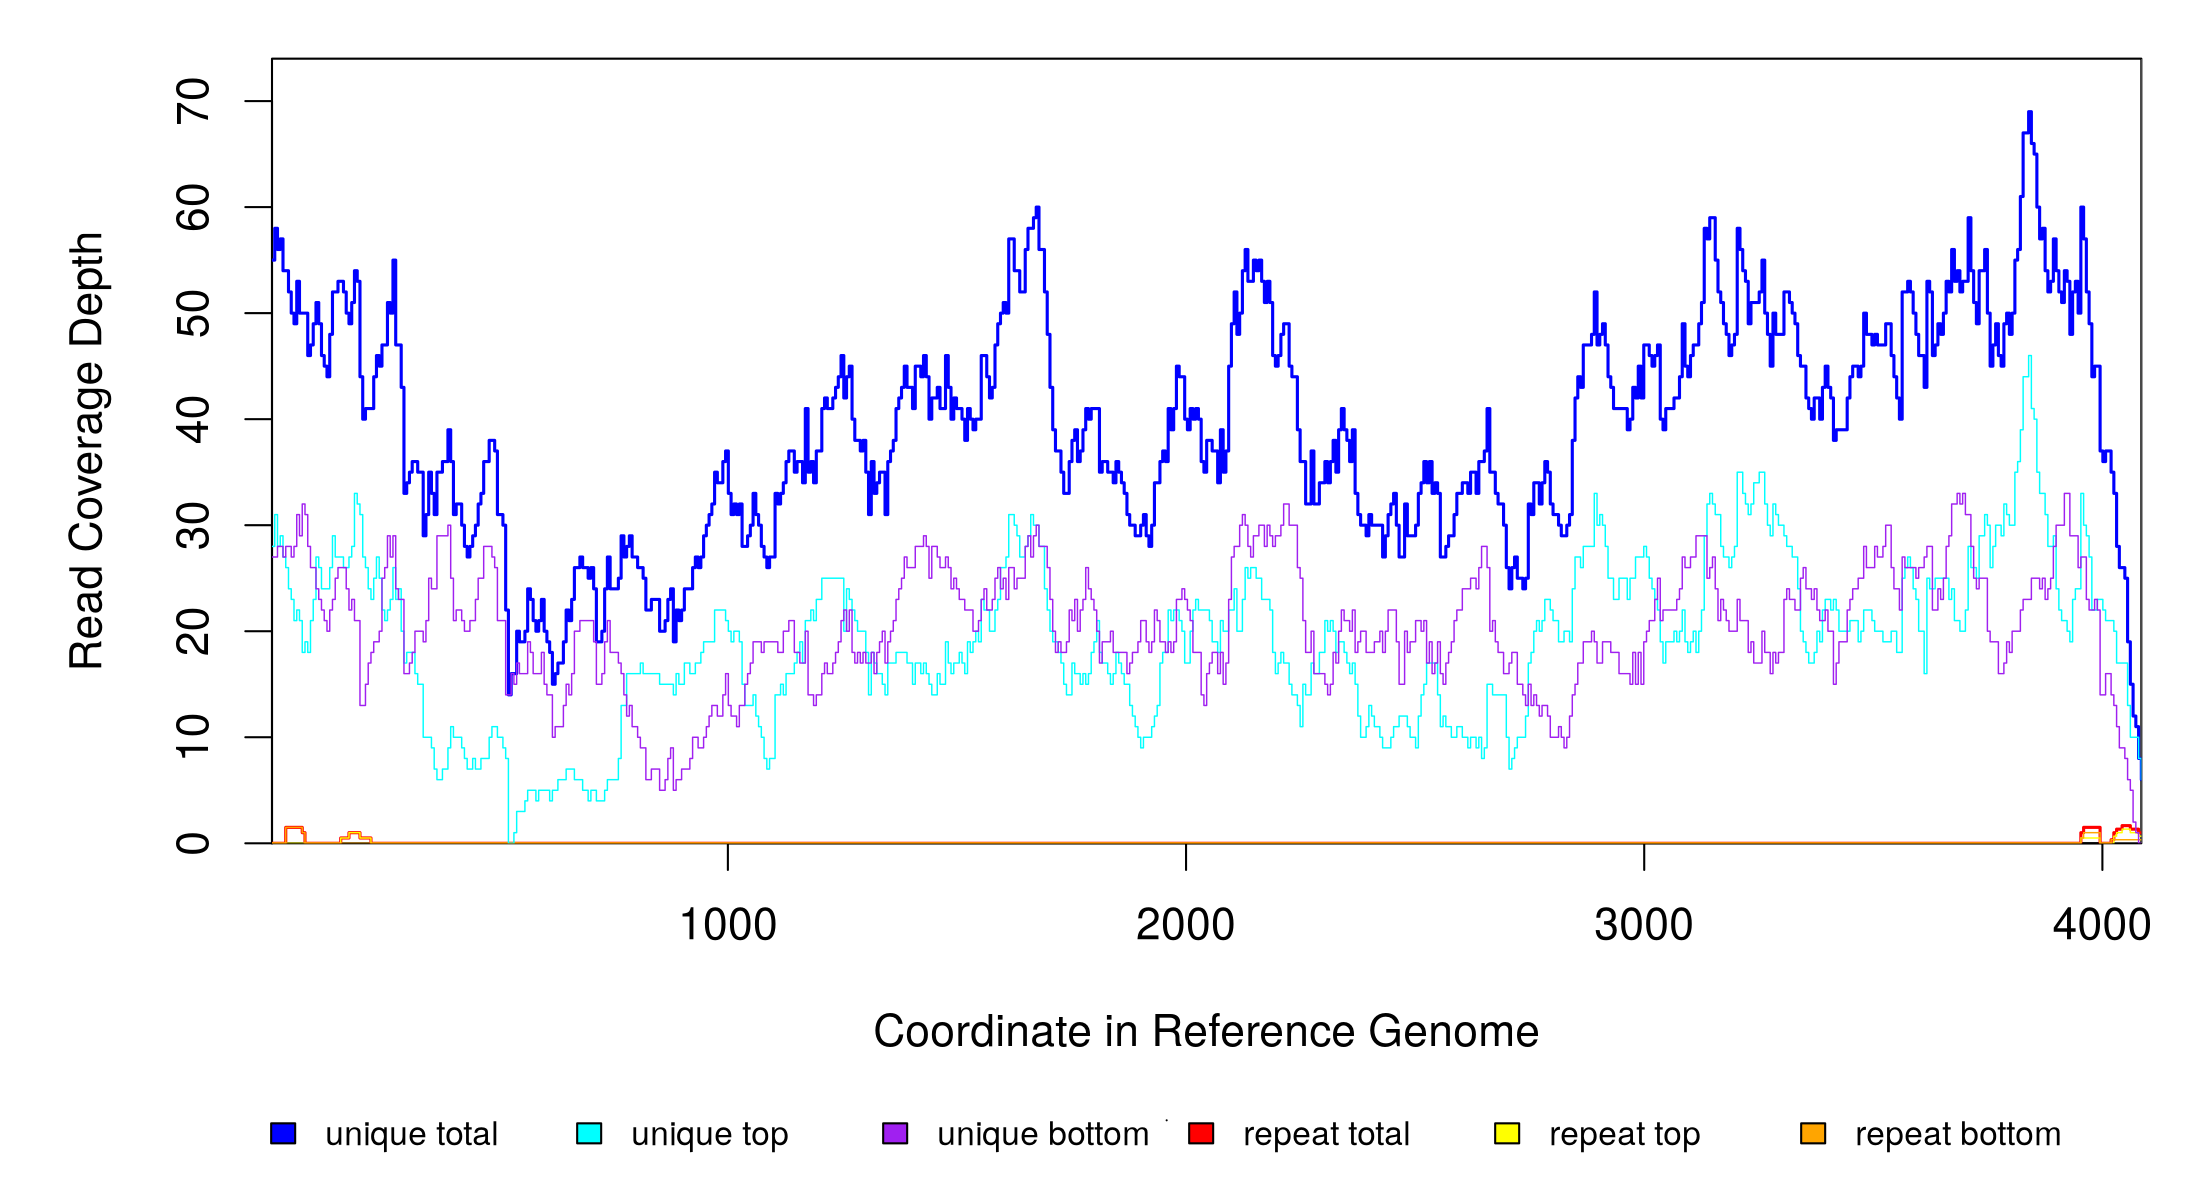 Read Coverage Depth
70
60
50
40
30
20
10
0
1000 2000 3000 4000
Coordinate in Reference Genome
unique total unique top unique bottom repeat total repeat top repeat bottom